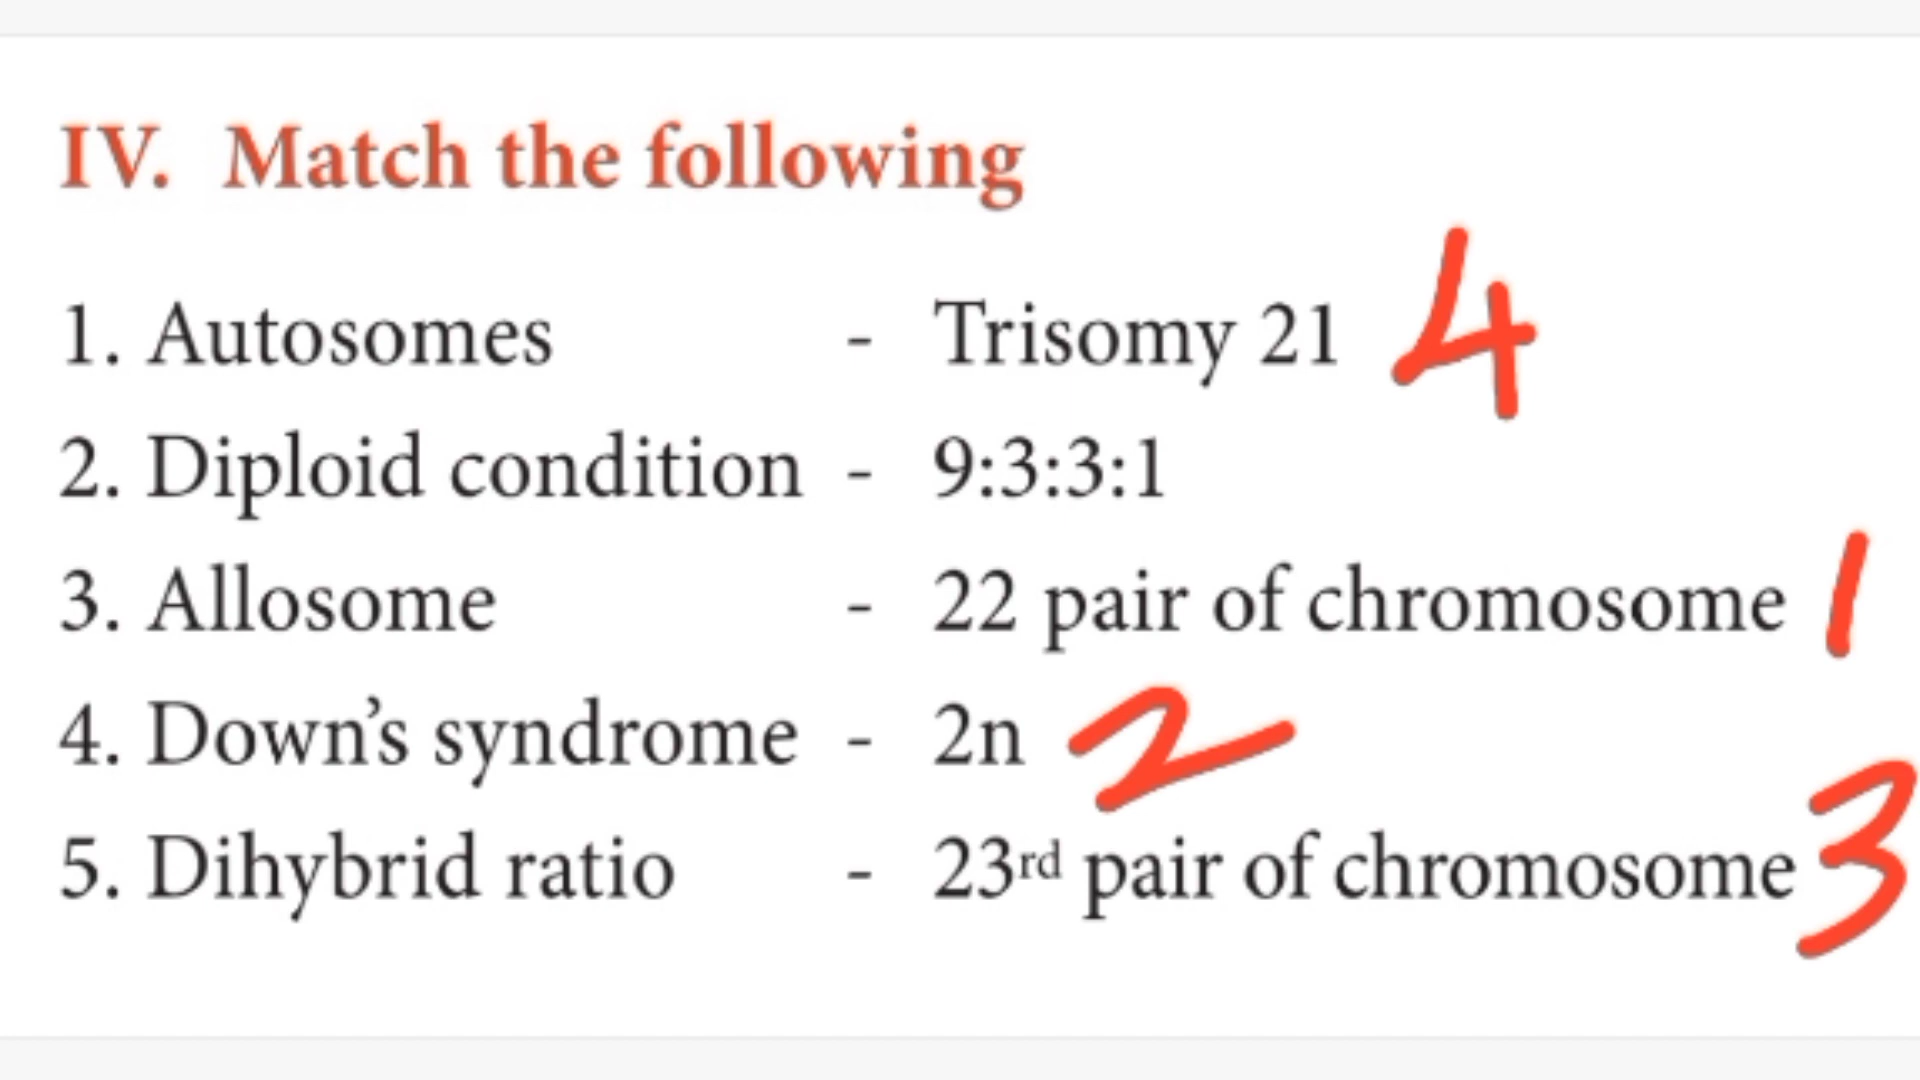 IV. Match the following
1. Autosomes - Trisomy 21 4
2. Diploid condition - 9:3:3:1
3. Allosome - 22 pair of chromosome 1
4. Down’s syndrome - 2n 2
5. Dihybrid ratio - 23rd pair of chromosome 3